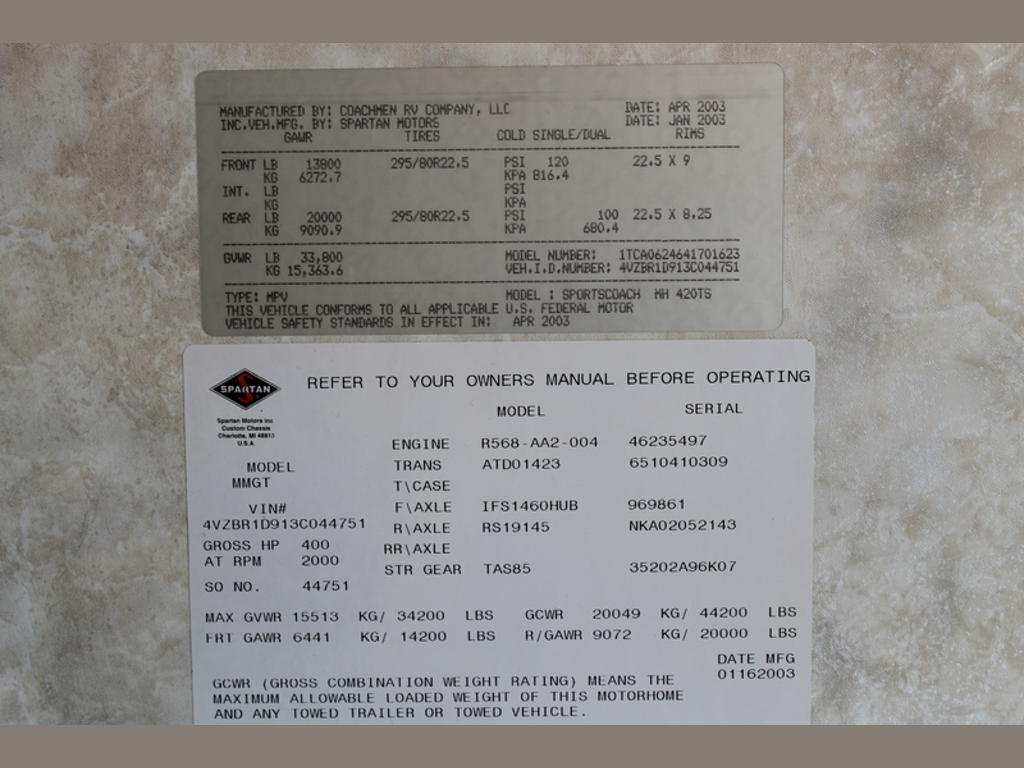 MANUFACTURED BY: COACHMEN RV COMPANY, LLC DATE: APR 2003
INC.VEH.MFG. BY: SPARTAN MOTORS DATE: JAN 2003
GAWR TIRES COLD SINGLE/DUAL RIMS
FRONT LB 13800 295/80R22.5 PSI 120 22.5 X 9
KG 6272.7 KPA 816.4
INT. LB PSI
KG KPA
REAR LB 20000 295/80R22.5 PSI 100 22.5 X 8.25
KG 9090.9 KPA 680.4
GVWR LB 33,800 MODEL NUMBER: 1TCA0624641701623
KG 15,363.6 VEH.I.D.NUMBER: 4VZBR1D913C044751
TYPE: MPV MODEL : SPORTSCOACH MH 420TS
THIS VEHICLE CONFORMS TO ALL APPLICABLE U.S. FEDERAL MOTOR
VEHICLE SAFETY STANDARDS IN EFFECT IN: APR 2003
SPARTAN
Spartan Motors Inc
Custom Chassis
Charlotte, MI 48813
U.S.A
REFER TO YOUR OWNERS MANUAL BEFORE OPERATING
MODEL SERIAL
ENGINE R568-AA2-004 46235497
MODEL TRANS ATD01423 6510410309
MMGT T\CASE
VIN# F\AXLE IFS1460HUB 969861
4VZBR1D913C044751 R\AXLE RS19145 NKA02052143
GROSS HP 400 RR\AXLE
AT RPM 2000 STR GEAR TAS85 35202A96K07
SO NO. 44751
MAX GVWR 15513 KG/ 34200 LBS GCWR 20049 KG/ 44200 LBS
FRT GAWR 6441 KG/ 14200 LBS R/GAWR 9072 KG/ 20000 LBS
DATE MFG
01162003
GCWR (GROSS COMBINATION WEIGHT RATING) MEANS THE
MAXIMUM ALLOWABLE LOADED WEIGHT OF THIS MOTORHOME
AND ANY TOWED TRAILER OR TOWED VEHICLE.